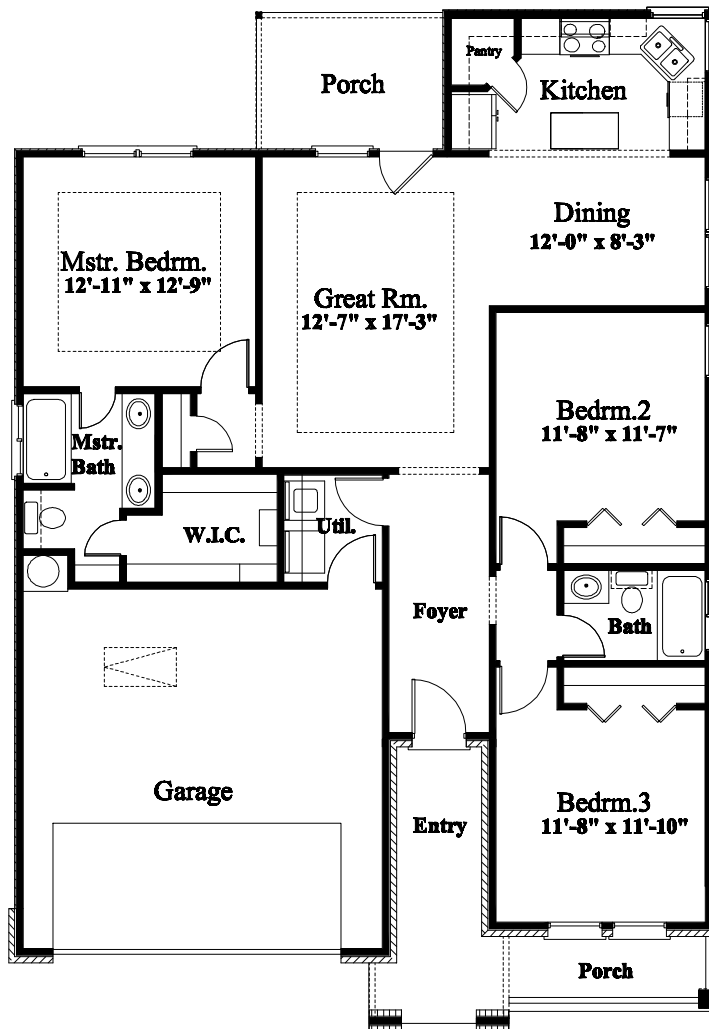 Porch
Pantry
Kitchen
Dining
12'-0" x 8'-3"
Mstr. Bedrm.
12'-11" x 12'-9"
Great Rm.
12'-7" x 17'-3"
Bedrm.2
11'-8" x 11'-7"
Mstr.
Bath
W.I.C.
Util.
Foyer
Bath
Garage
Entry
Bedrm.3
11'-8" x 11'-10"
Porch